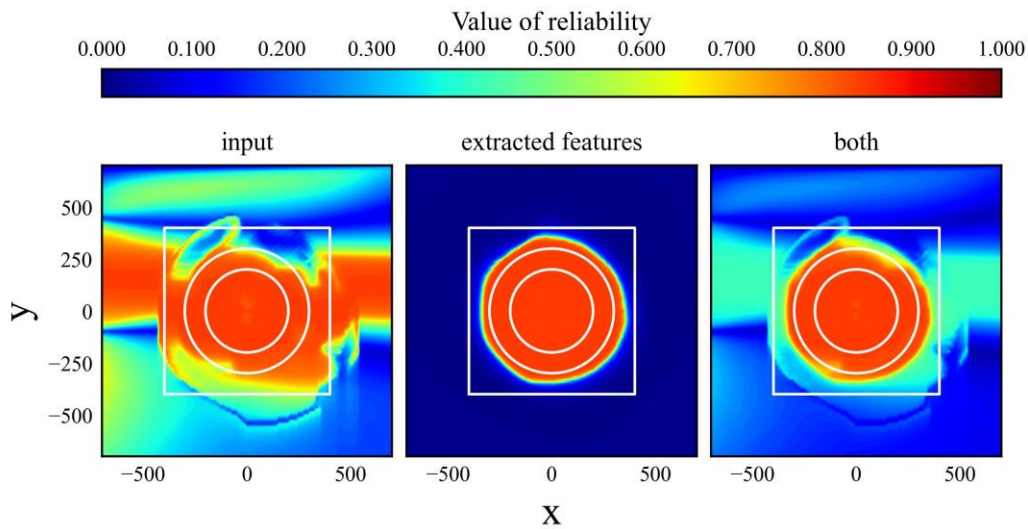 Value of reliability
0.000 0.100 0.200 0.300 0.400 0.500 0.600 0.700 0.800 0.900 1.000
input extracted features both
500
250
0
−250
−500
y
−500 0 500 −500 0 500 −500 0 500
x